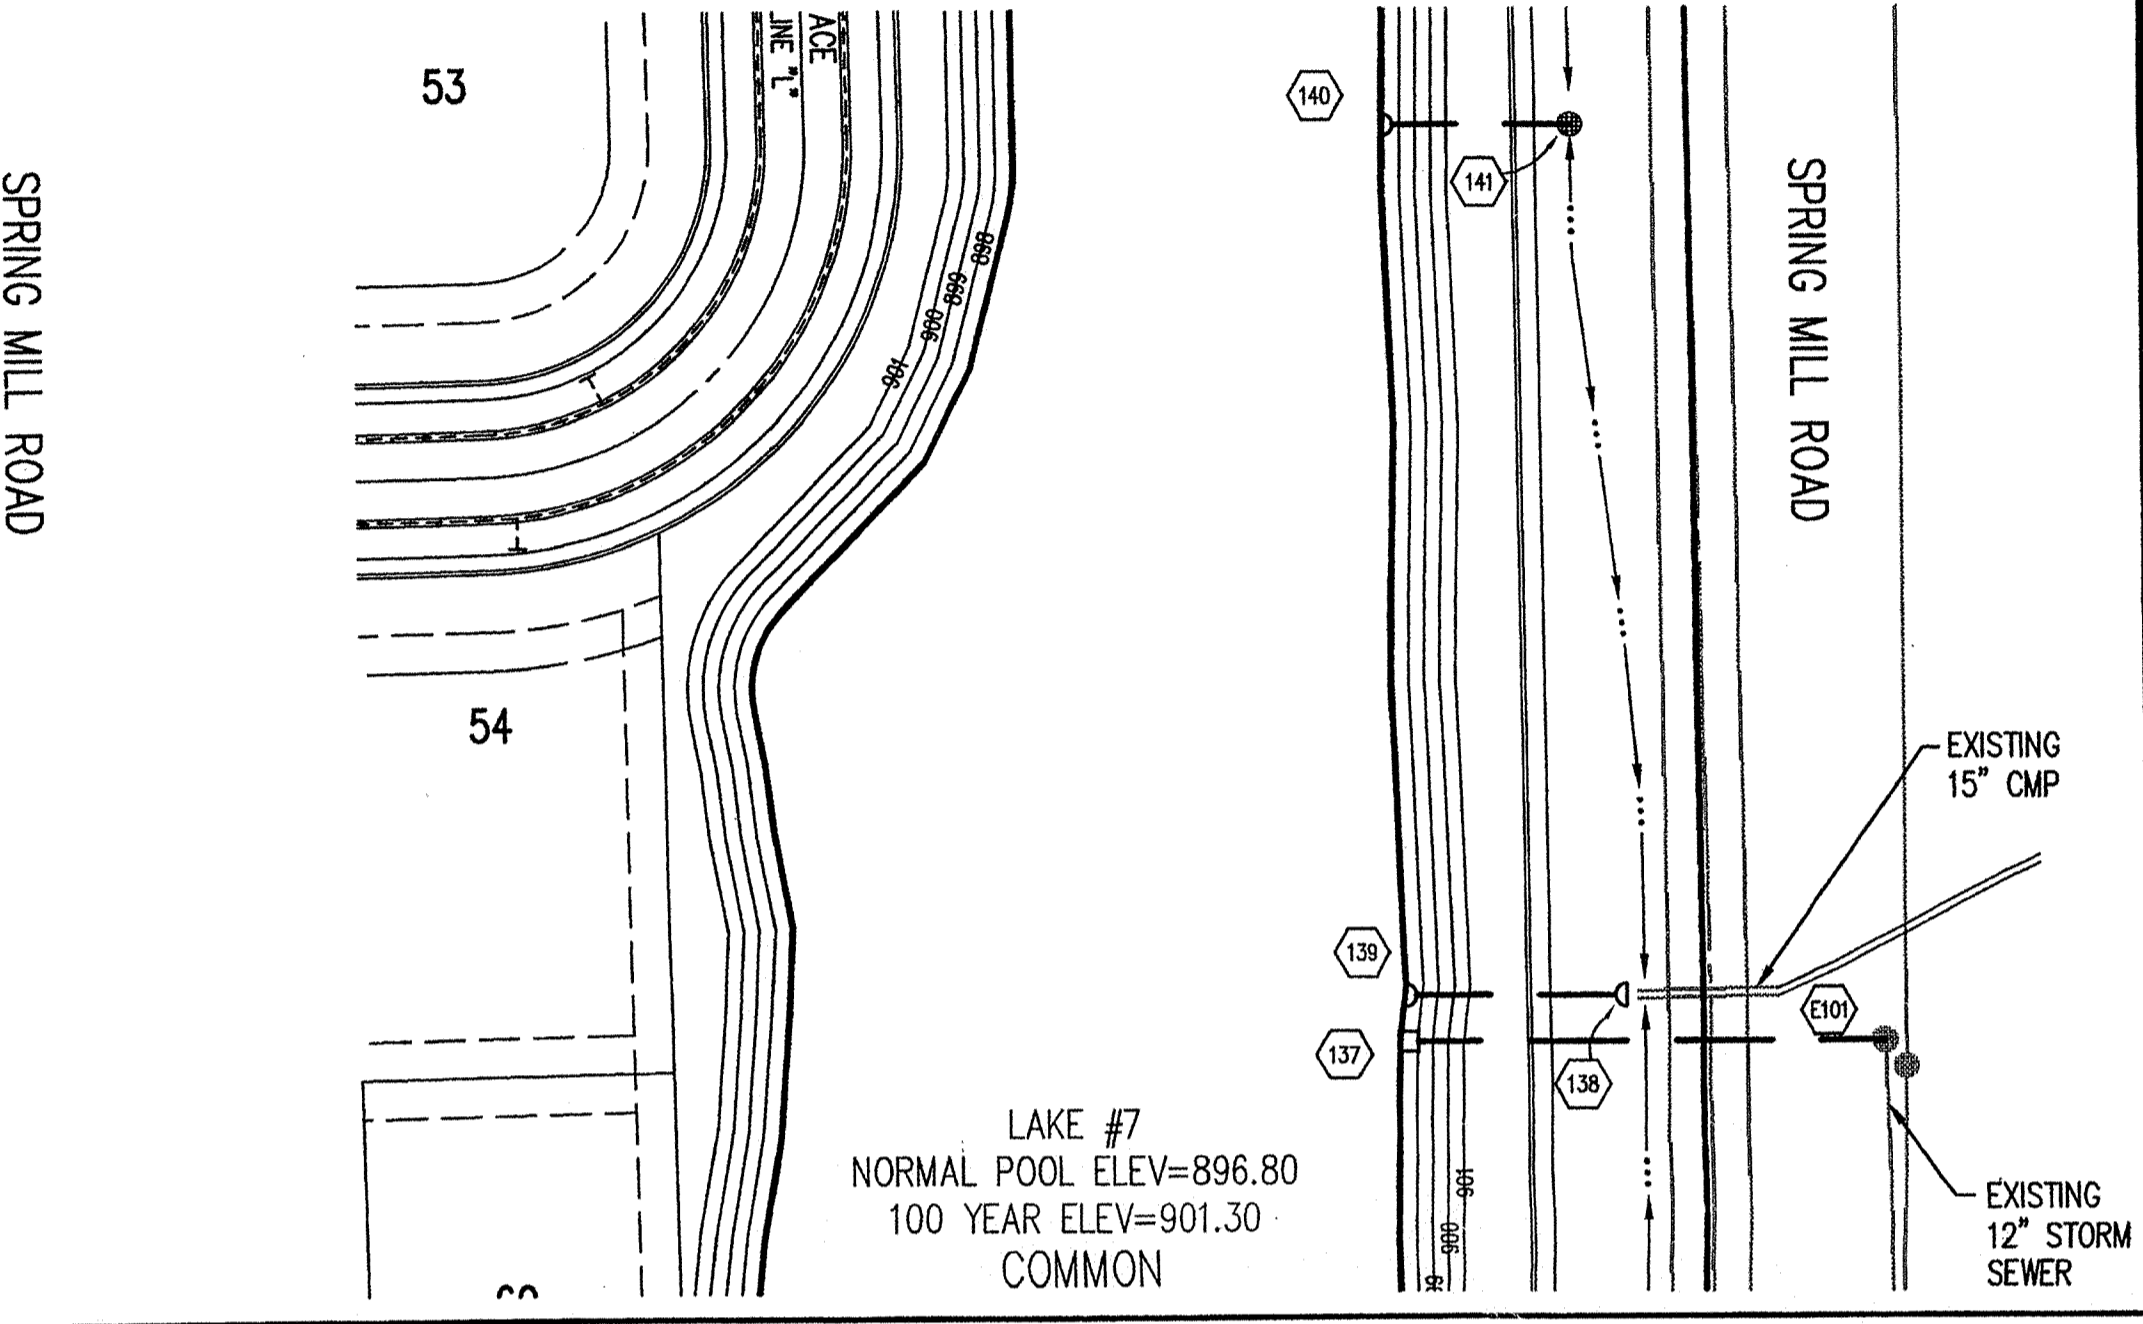 53
ACE
"L"
140
141
SPRING MILL ROAD
SPRING MILL ROAD
898
899
900
901
54
EXISTING
15" CMP
139
E101
137
138
LAKE #7
NORMAL POOL ELEV=896.80
100 YEAR ELEV=901.30
COMMON
901
900
EXISTING
12" STORM
SEWER